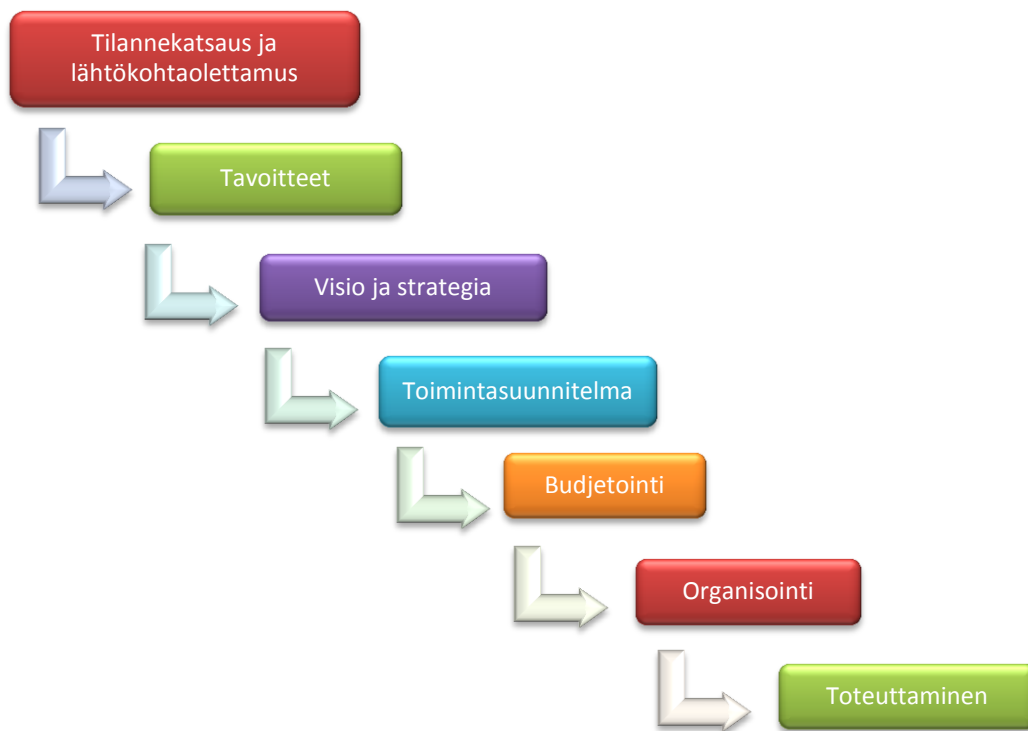 Tilannekatsaus ja
lähtökohtaolettamus
Tavoitteet
Visio ja strategia
Toimintasuunnitelma
Budjetointi
Organisointi
Toteuttaminen